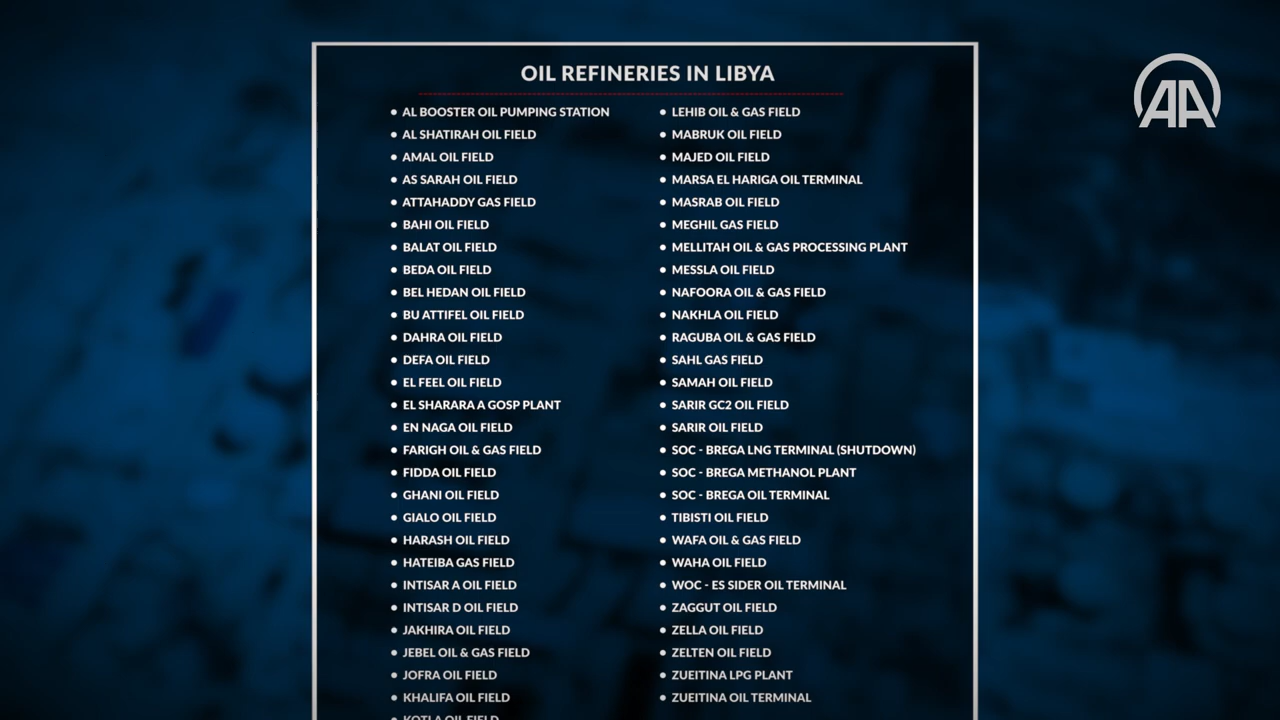 OIL REFINERIES IN LIBYA
AA
AL BOOSTER OIL PUMPING STATION
AL SHATIRAH OIL FIELD
AMAL OIL FIELD
AS SARAH OIL FIELD
ATTAHADDY GAS FIELD
BAHI OIL FIELD
BALAT OIL FIELD
BEDA OIL FIELD
BEL HEDAN OIL FIELD
BU ATTIFEL OIL FIELD
DAHRA OIL FIELD
DEFA OIL FIELD
EL FEEL OIL FIELD
EL SHARARA A GOSP PLANT
EN NAGA OIL FIELD
FARIGH OIL & GAS FIELD
FIDDA OIL FIELD
GHANI OIL FIELD
GIALO OIL FIELD
HARASH OIL FIELD
HATEIBA GAS FIELD
INTISAR A OIL FIELD
INTISAR D OIL FIELD
JAKHIRA OIL FIELD
JEBEL OIL & GAS FIELD
JOFRA OIL FIELD
KHALIFA OIL FIELD
KOTLA OIL FIELD
LEHIB OIL & GAS FIELD
MABRUK OIL FIELD
MAJED OIL FIELD
MARSA EL HARIGA OIL TERMINAL
MASRAB OIL FIELD
MEGHIL GAS FIELD
MELLITAH OIL & GAS PROCESSING PLANT
MESSLA OIL FIELD
NAFOORA OIL & GAS FIELD
NAKHLA OIL FIELD
RAGUBA OIL & GAS FIELD
SAHL GAS FIELD
SAMAH OIL FIELD
SARIR GC2 OIL FIELD
SARIR OIL FIELD
SOC - BREGA LNG TERMINAL (SHUTDOWN)
SOC - BREGA METHANOL PLANT
SOC - BREGA OIL TERMINAL
TIBISTI OIL FIELD
WAFA OIL & GAS FIELD
WAHA OIL FIELD
WOC - ES SIDER OIL TERMINAL
ZAGGUT OIL FIELD
ZELLA OIL FIELD
ZELTEN OIL FIELD
ZUEITINA LPG PLANT
ZUEITINA OIL TERMINAL